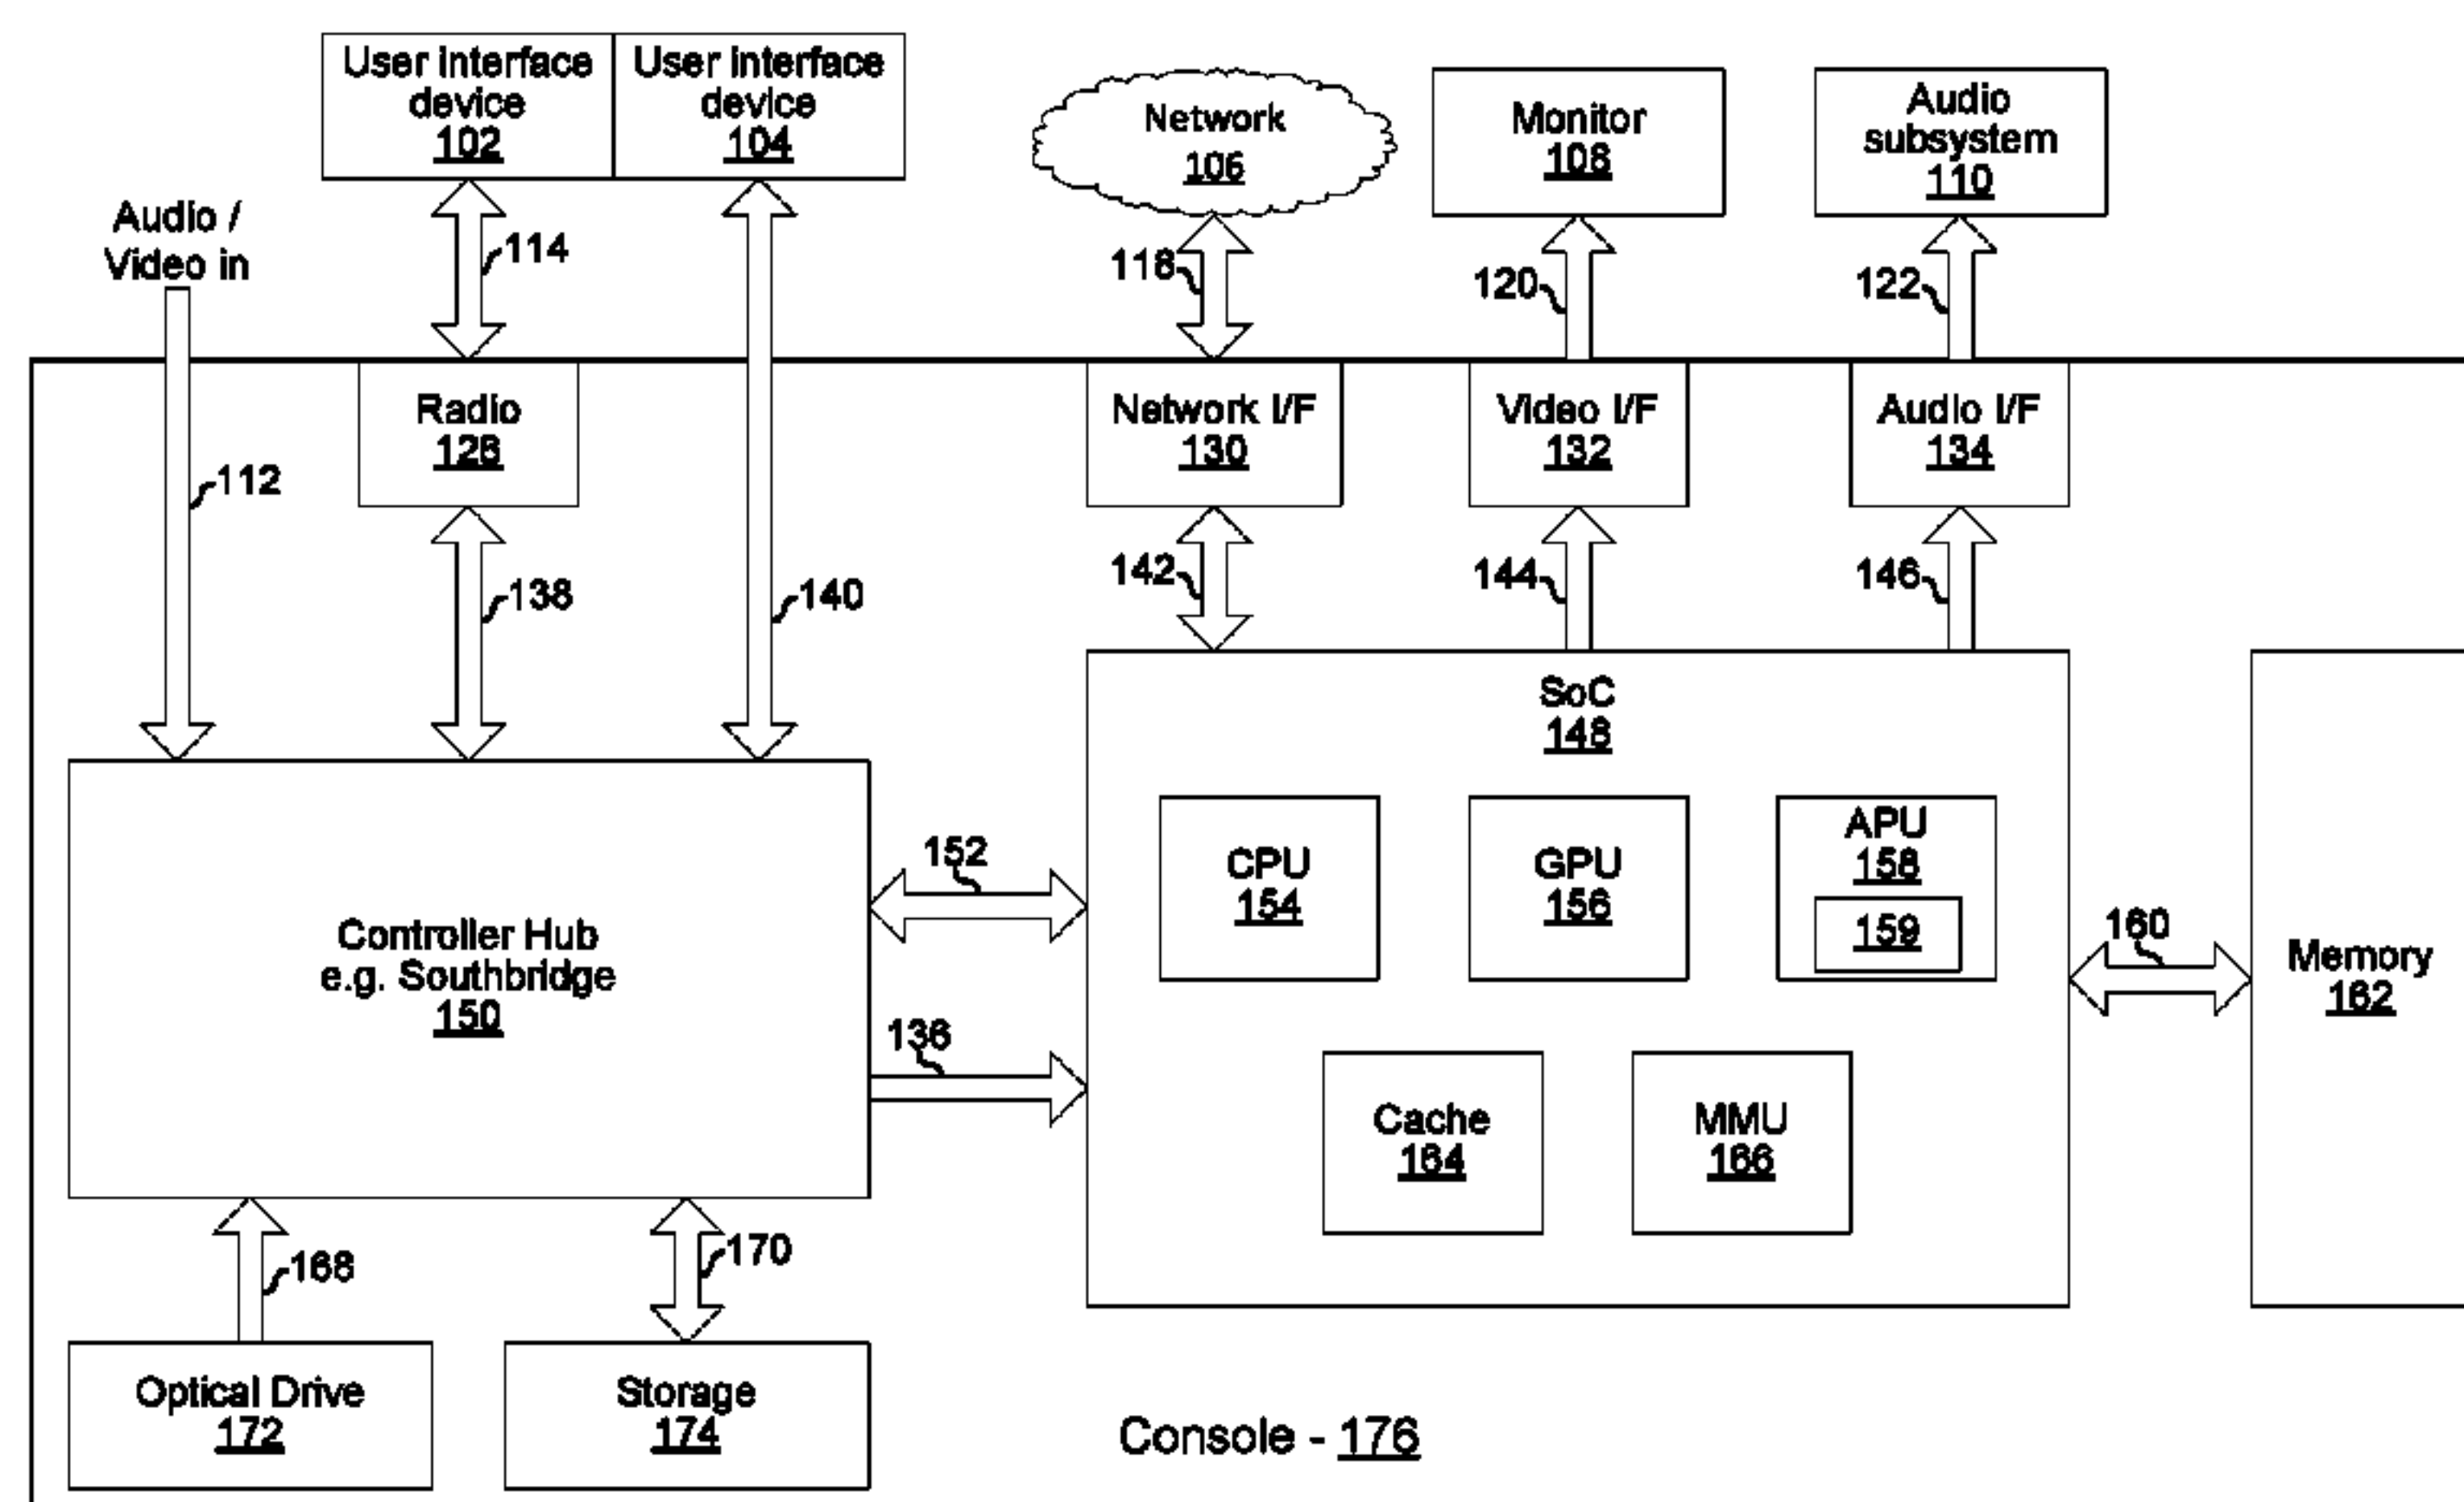 User interface
device
102
User interface
device
104
Network
106
Monitor
108
Audio
subsystem
110
Audio /
Video in
114
118
120
122
Radio
128
Network I/F
130
Video I/F
132
Audio I/F
134
112
138
140
142
144
146
SoC
148
CPU
154
GPU
156
APU
158
159
152
160
Controller Hub
e.g. Southbridge
150
Memory
162
136
Cache
164
MMU
166
168
170
Optical Drive
172
Storage
174
Console - 176